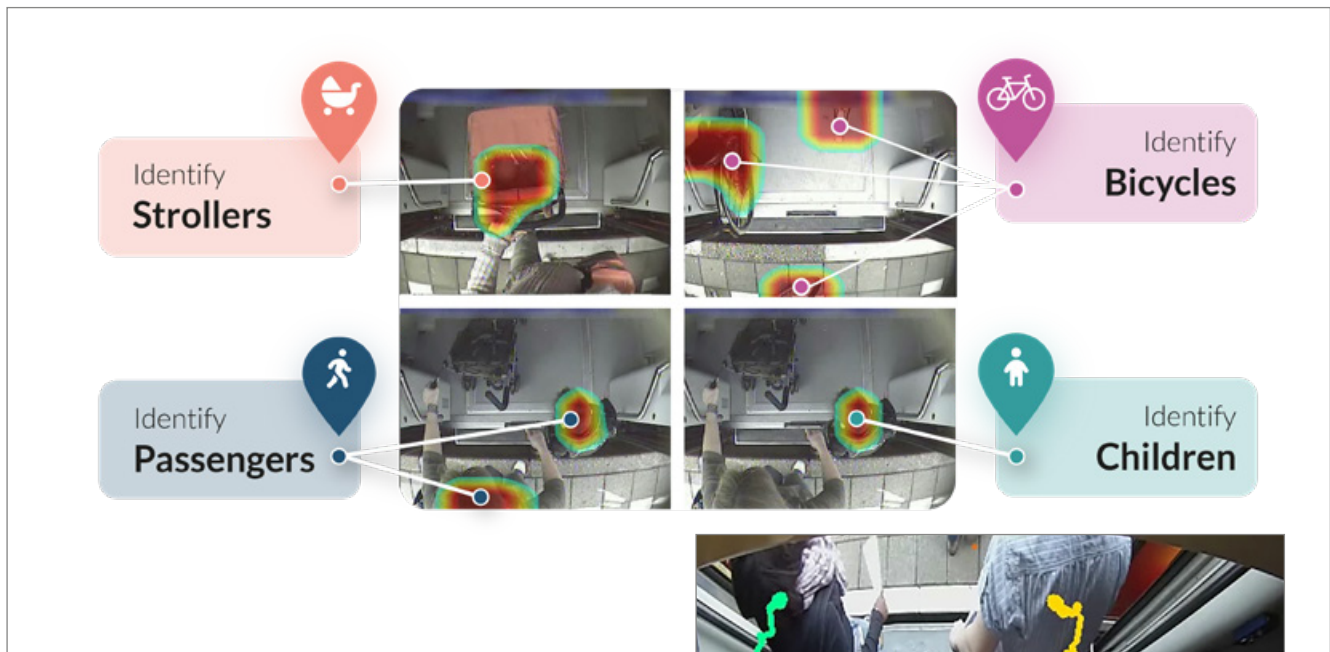 Identify
Strollers
Identify
Bicycles
Identify
Passengers
Identify
Children